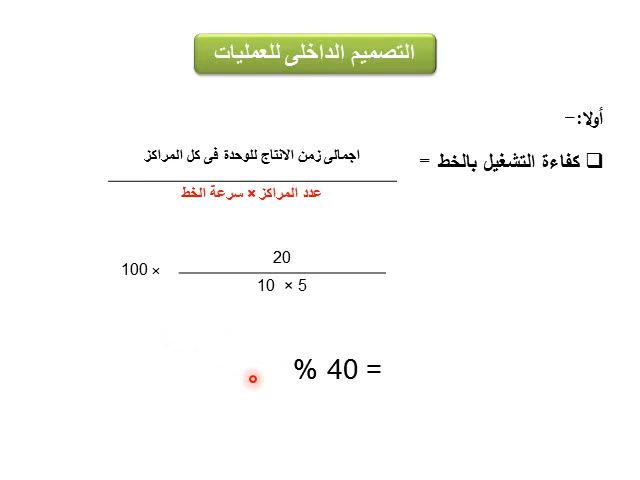 التصميم الداخلى للعمليات
أولا:-
❑ كفاءة التشغيل بالخط =
اجمالى زمن الانتاج للوحدة فى كل المراكز
عدد المراكز × سرعة الخط
20
100 ×
10 × 5
% 40 =